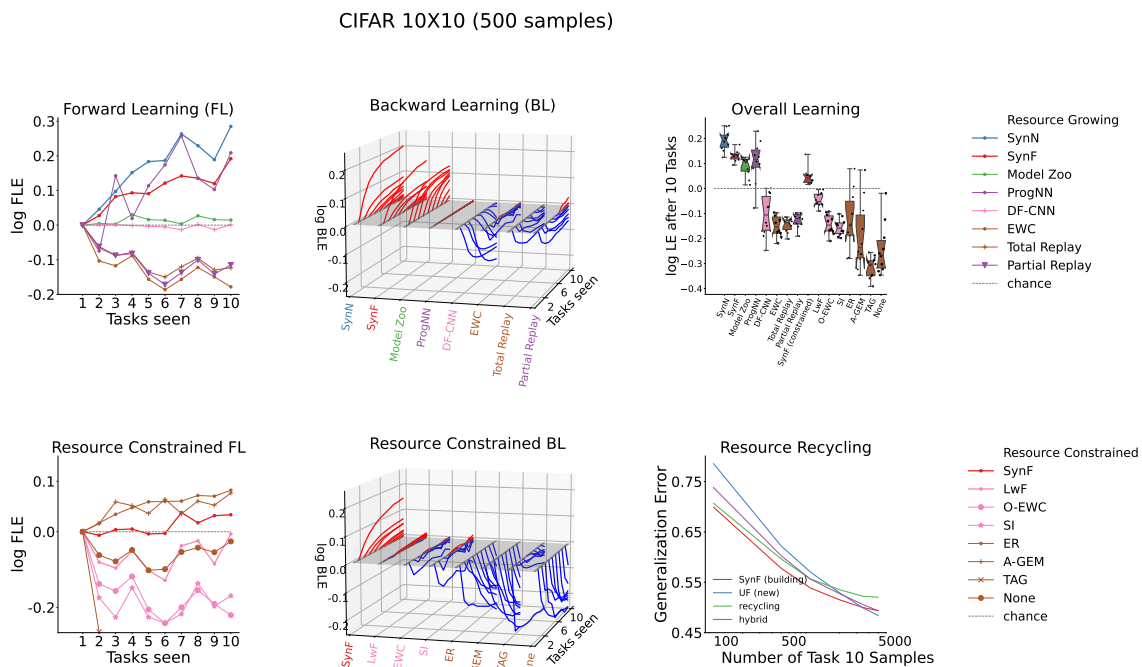 CIFAR 10X10 (500 samples)
Forward Learning (FL)
log FLE
0.3
0.2
0.1
0.0
-0.1
-0.2
1 2 3 4 5 6 7 8 9 10
Tasks seen
Backward Learning (BL)
log BLE
0.2
0.1
0.0
-0.1
-0.2
SynN
SynF
Model Zoo
ProgNN
DF-CNN
EWC
Total Replay
Partial Replay
2
6
10
Tasks seen
Overall Learning
log LE after 10 Tasks
0.2
0.1
0.0
−0.1
−0.2
−0.3
−0.4
SynN
SynF
Model Zoo
ProgNN
DF-CNN
EWC
Total Replay
Partial Replay
SynF (constrained)
LwF
O-EWC
SI
ER
A-GEM
TAG
None
Resource Growing
SynN
SynF
Model Zoo
ProgNN
DF-CNN
EWC
Total Replay
Partial Replay
chance
Resource Constrained FL
log FLE
0.1
0.0
-0.2
1 2 3 4 5 6 7 8 9 10
Tasks seen
Resource Constrained BL
log BLE
0.2
0.1
0.0
-0.1
-0.2
SynF
LwF
EWC
SI
ER
TAG
2
6
10
Tasks seen
Resource Recycling
Generalization Error
0.75
0.65
0.55
0.45
SynF (building)
UF (new)
recycling
hybrid
100 500 5000
Number of Task 10 Samples
Resource Constrained
SynF
LwF
O-EWC
SI
ER
A-GEM
TAG
None
chance